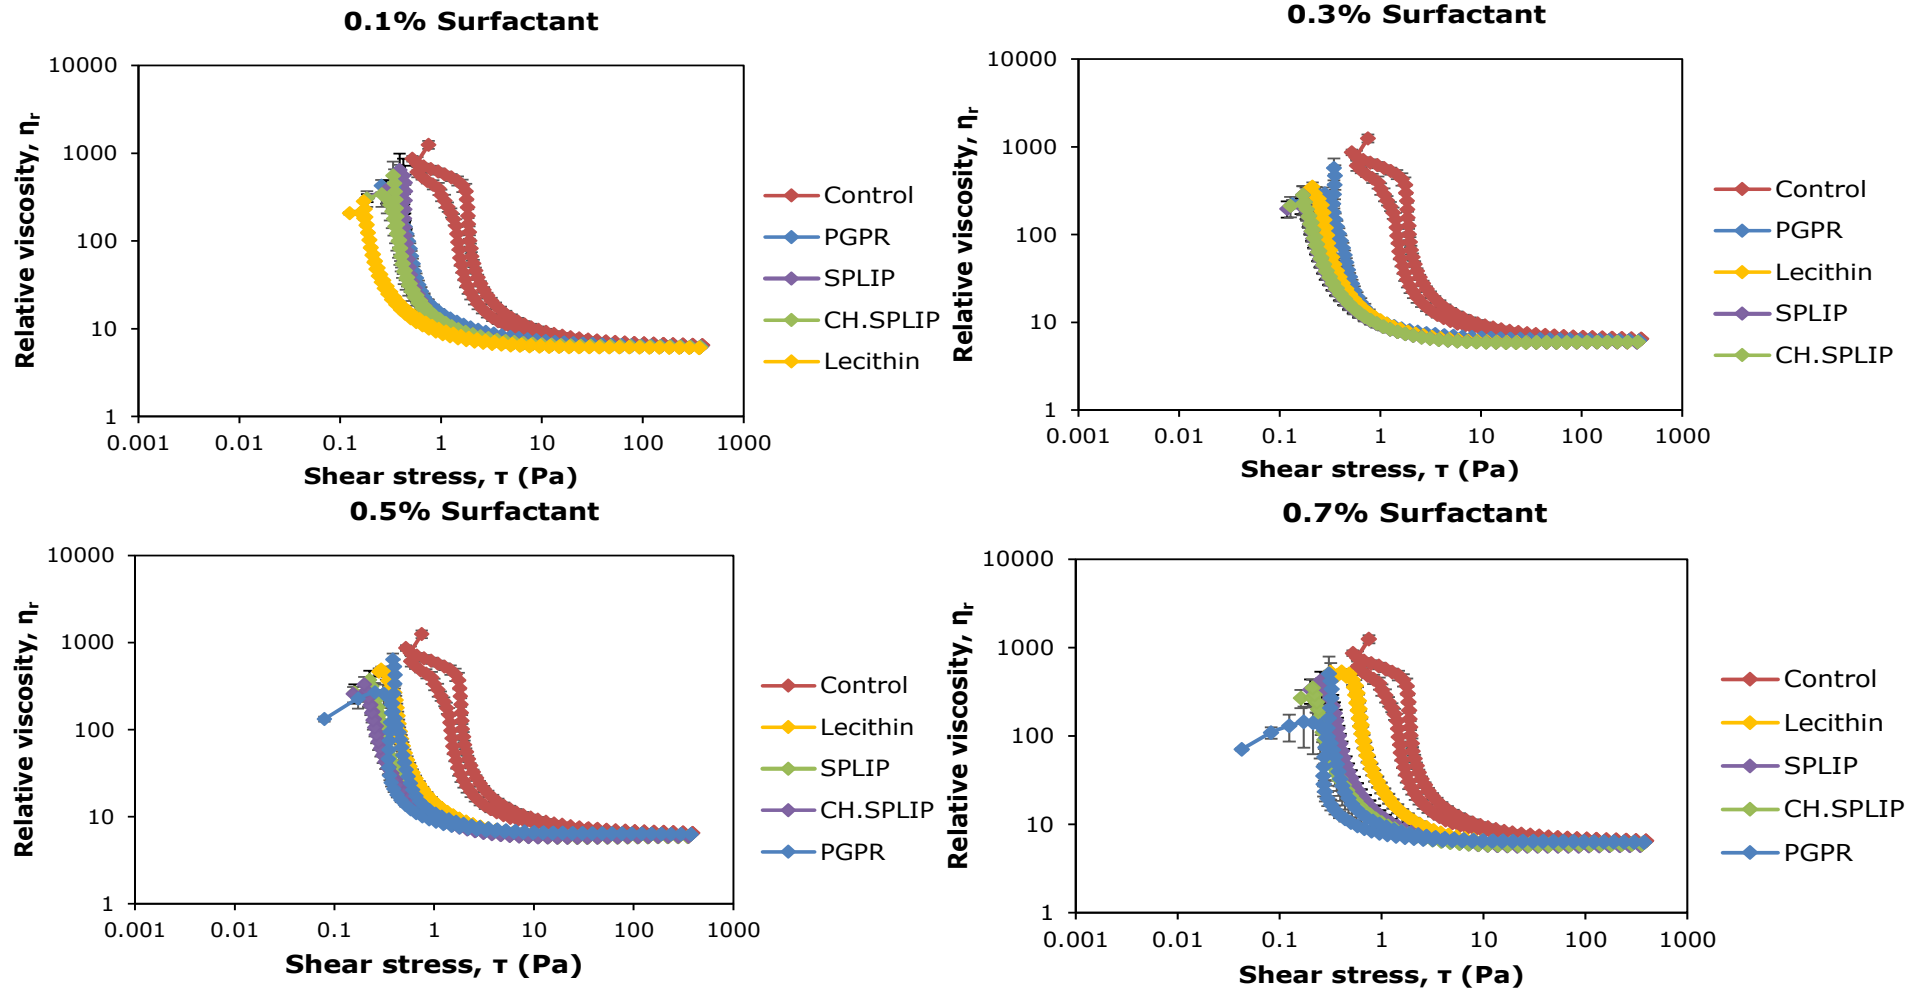 0.1% Surfactant
Relative viscosity, ηr
10000
1000
100
10
1
0.001 0.01 0.1 1 10 100 1000
Shear stress, τ (Pa)
Control
PGPR
SPLIP
CH.SPLIP
Lecithin
0.3% Surfactant
Relative viscosity, ηr
10000
1000
100
10
1
0.001 0.01 0.1 1 10 100 1000
Shear stress, τ (Pa)
Control
PGPR
Lecithin
SPLIP
CH.SPLIP
0.5% Surfactant
Relative viscosity, ηr
10000
1000
100
10
1
0.001 0.01 0.1 1 10 100 1000
Shear stress, τ (Pa)
Control
Lecithin
SPLIP
CH.SPLIP
PGPR
0.7% Surfactant
Relative viscosity, ηr
10000
1000
100
10
1
0.001 0.01 0.1 1 10 100 1000
Shear stress, τ (Pa)
Control
Lecithin
SPLIP
CH.SPLIP
PGPR